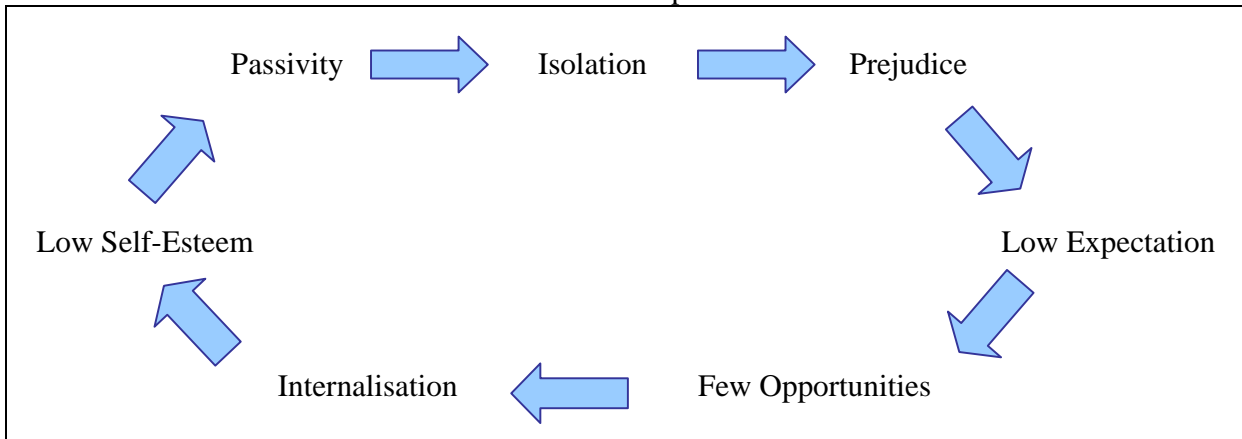 Passivity Isolation Prejudice
Low Self-Esteem Low Expectation
Internalisation Few Opportunities